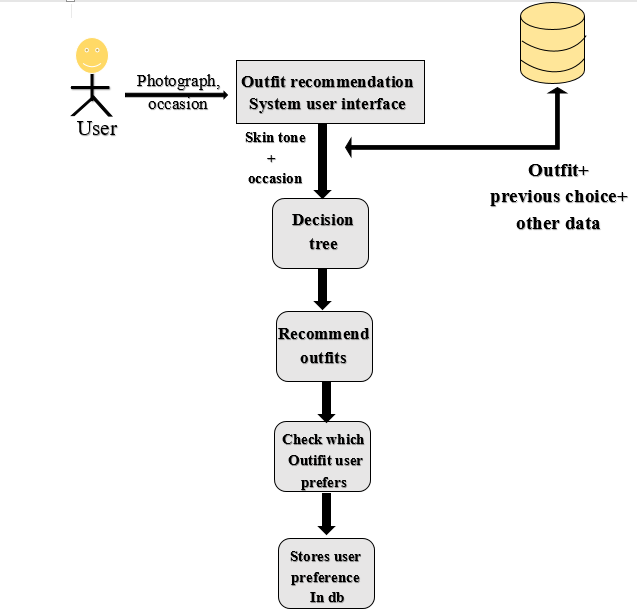 Photograph,
occasion
User
Outfit recommendation
System user interface
Skin tone
+
occasion
Outfit+
previous choice+
other data
Decision
tree
Recommend
outfits
Check which
Outifit user
prefers
Stores user
preference
In db